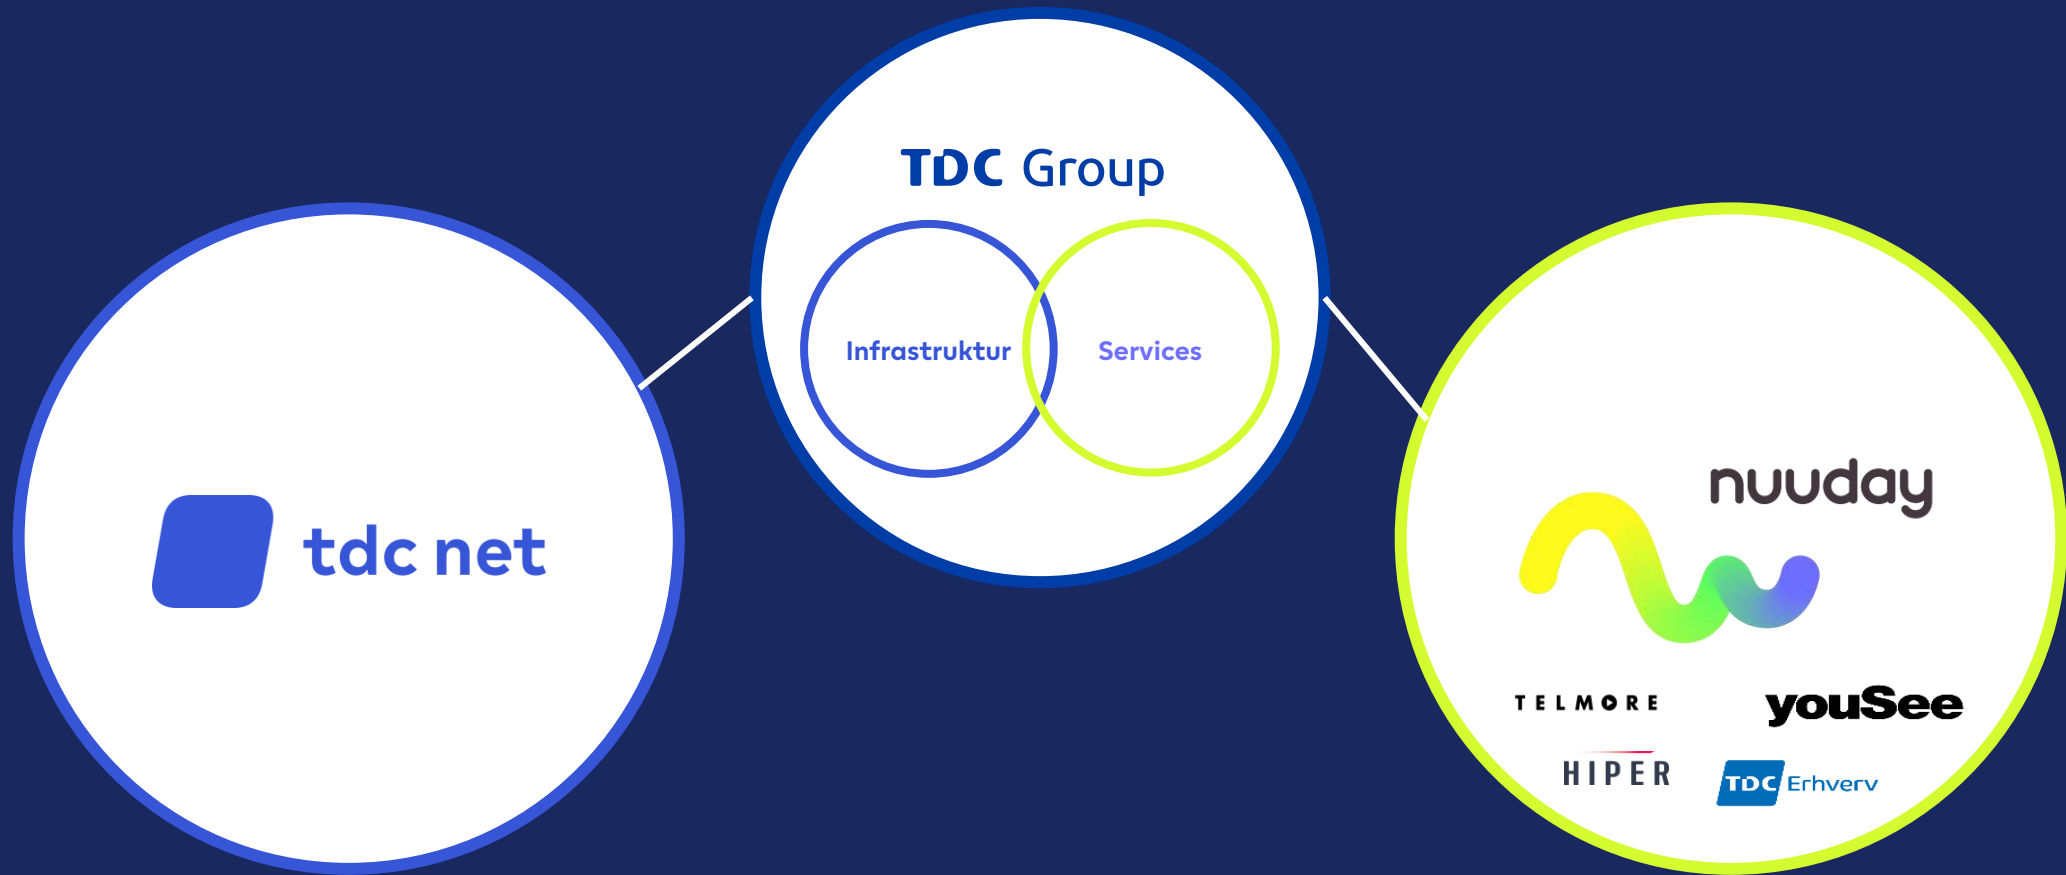 TDC Group
Infrastruktur
Services
tdc net
nuuday
TELMORE
youSee
HIPER
TDC Erhverv